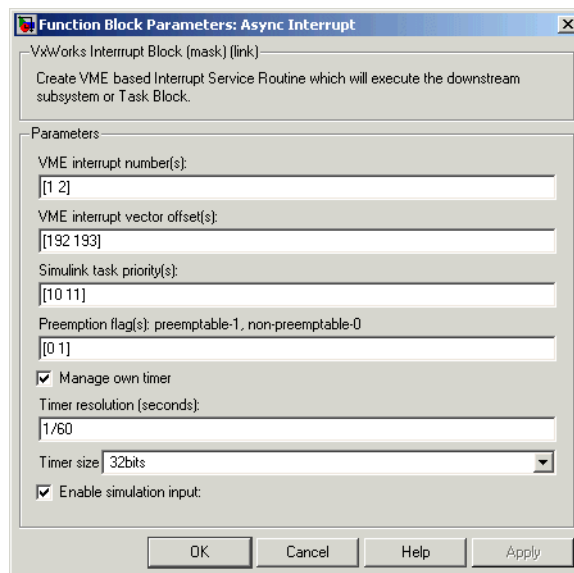 Function Block Parameters: Async Interrupt
VxWorks Interrrupt Block (mask) (link)
Create VME based Interrupt Service Routine which will execute the downstream
subsystem or Task Block.
Parameters
VME interrupt number(s):
[1 2]
VME interrupt vector offset(s):
[192 193]
Simulink task priority(s):
[10 11]
Preemption flag(s): preemptable-1, non-preemptable-0
[0 1]
Manage own timer
Timer resolution (seconds):
1/60
Timer size 32bits
Enable simulation input:
OK Cancel Help Apply